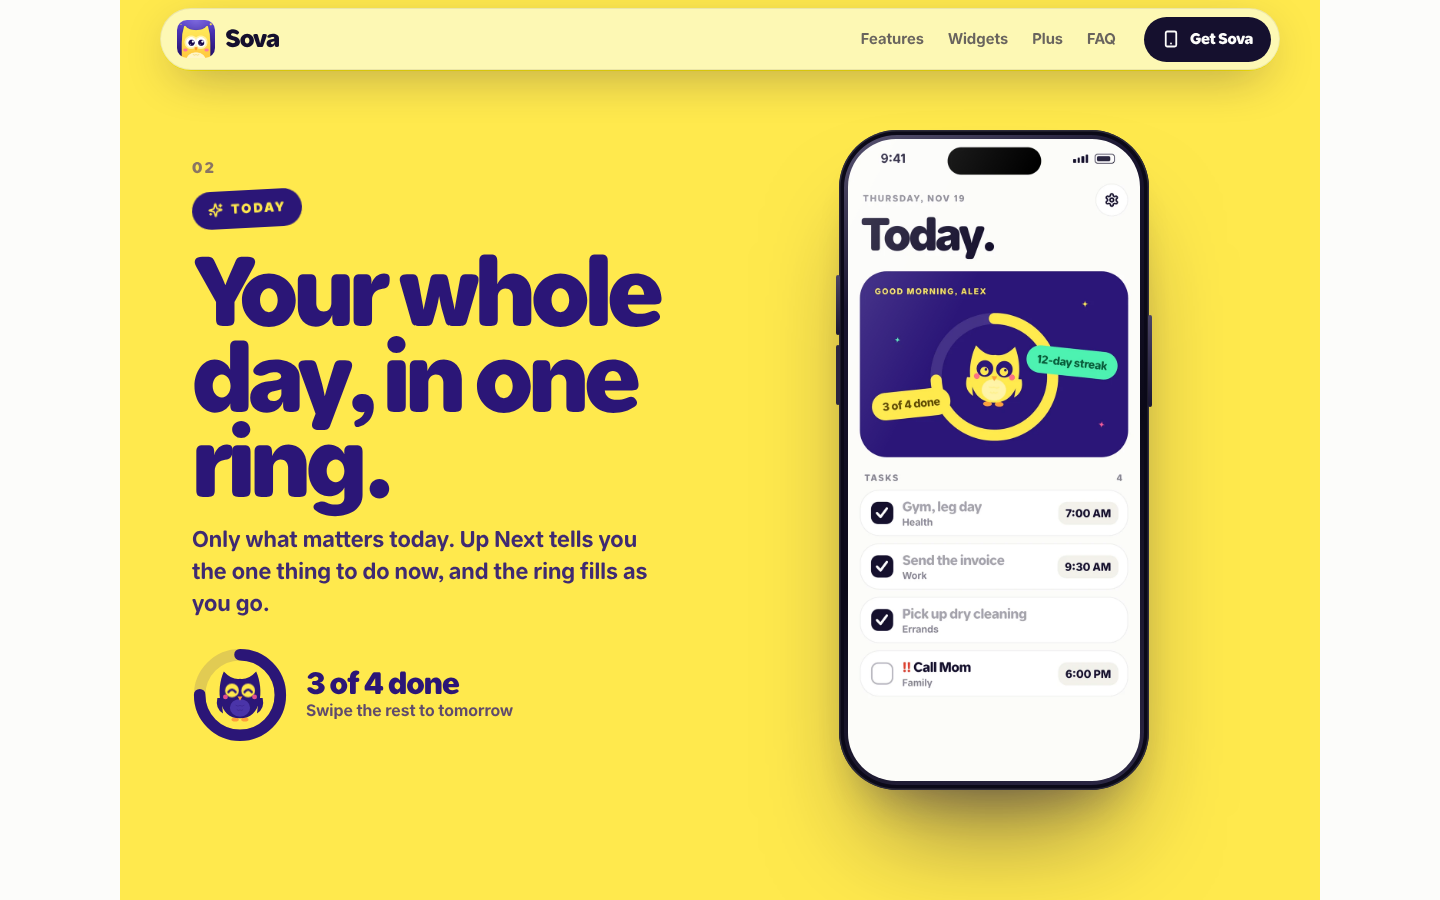 Sova
Features
Widgets
Plus
FAQ
Get Sova
02
TODAY
Your whole
day, in one
ring.
Only what matters today. Up Next tells you
the one thing to do now, and the ring fills as
you go.
3 of 4 done
Swipe the rest to tomorrow
9:41
THURSDAY, NOV 19
Today.
GOOD MORNING, ALEX
12-day streak
3 of 4 done
TASKS 4
Gym, leg day
Health
7:00 AM
Send the invoice
Work
9:30 AM
Pick up dry cleaning
Errands
!! Call Mom
Family
6:00 PM